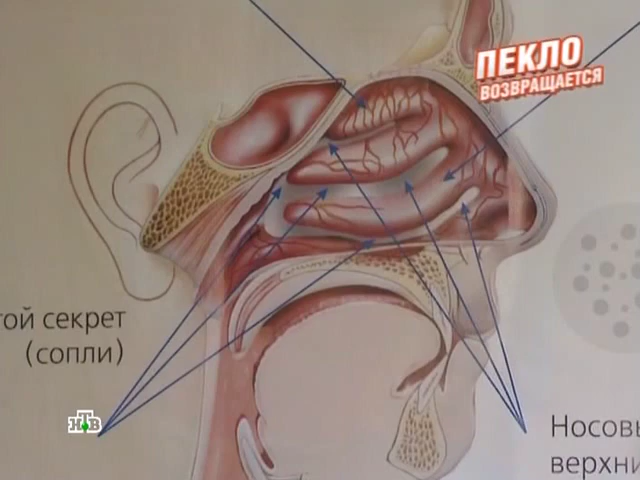 ПЕКЛО
ВОЗВРАЩАЕТСЯ
той секрет
(сопли)
НТВ
Носовы
верхни